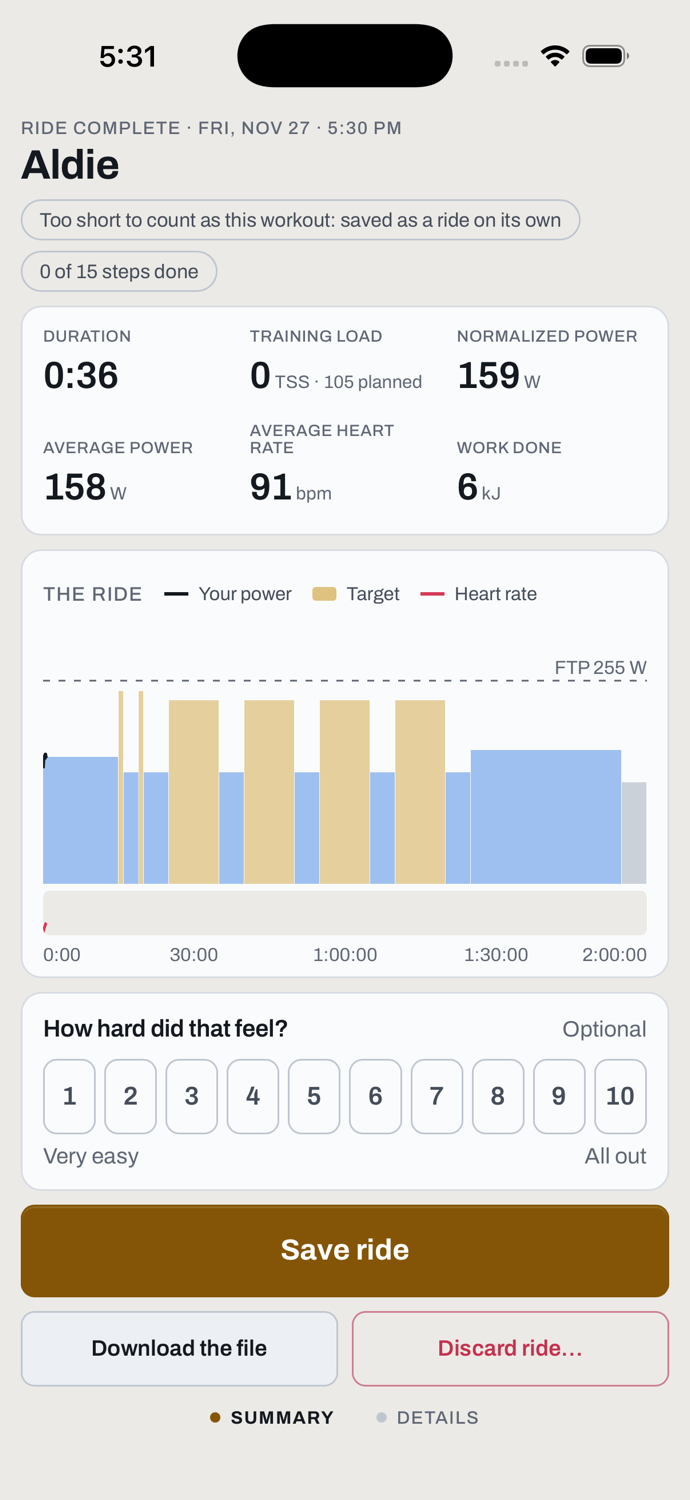 5:31
RIDE COMPLETE · FRI, NOV 27 · 5:30 PM
Aldie
Too short to count as this workout: saved as a ride on its own
0 of 15 steps done
DURATION
TRAINING LOAD
NORMALIZED POWER
0:36
0 TSS · 105 planned
159 W
AVERAGE POWER
AVERAGE HEART
RATE
WORK DONE
158 W
91 bpm
6 kJ
THE RIDE
Your power
Target
Heart rate
FTP 255 W
0:00
30:00
1:00:00
1:30:00
2:00:00
How hard did that feel?
Optional
1
2
3
4
5
6
7
8
9
10
Very easy
All out
Save ride
Download the file
Discard ride...
SUMMARY
DETAILS